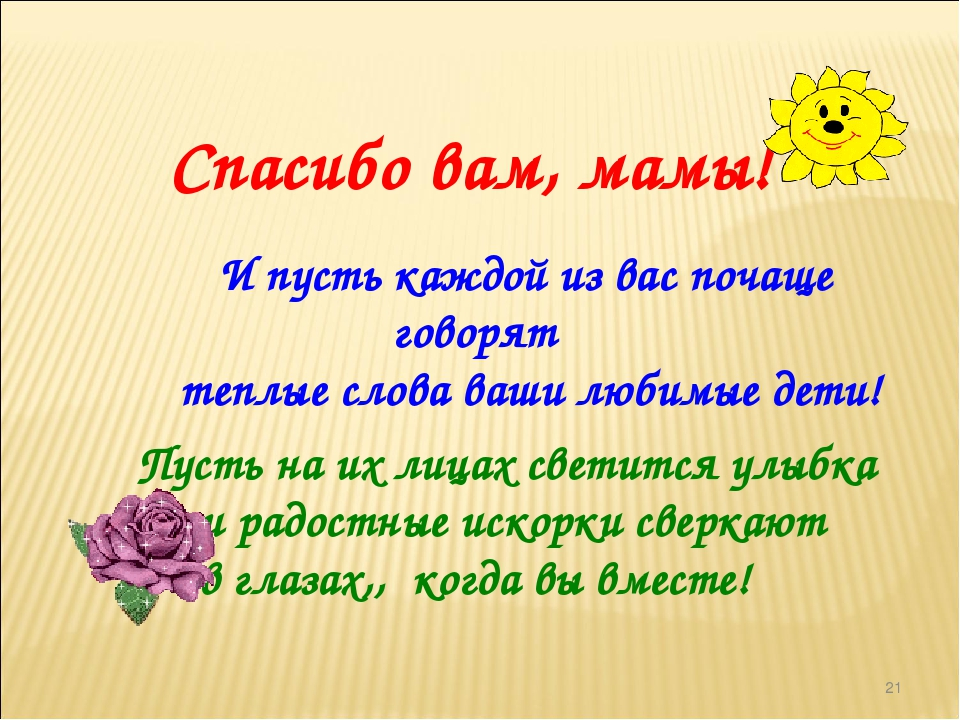 Спасибо вам, мамы!
И пусть каждой из вас почаще
говорят
теплые слова ваши любимые дети!
Пусть на их лицах светится улыбка
и радостные искорки сверкают
в глазах,, когда вы вместе!
21